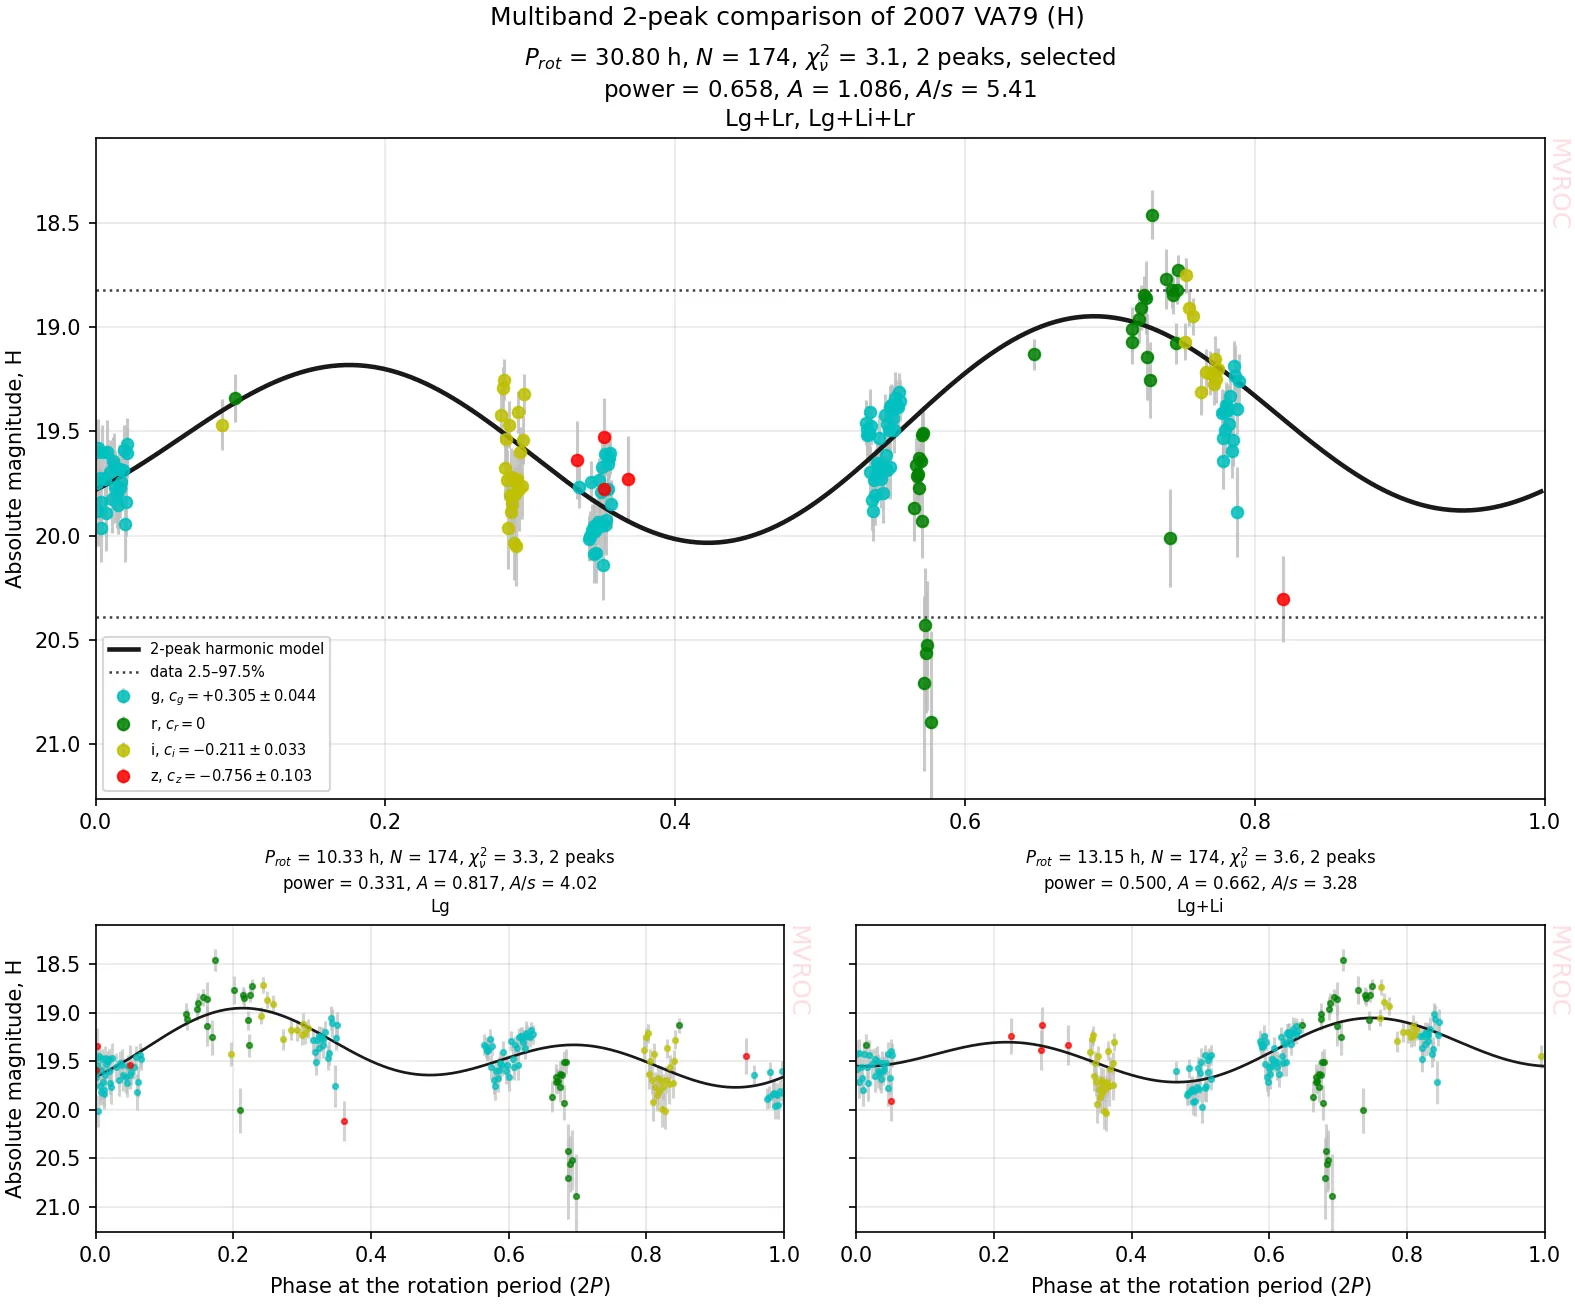 Multiband 2-peak comparison of 2007 VA79 (H)
P_rot = 30.80 h, N = 174, χ²_ν = 3.1, 2 peaks, selected
power = 0.658, A = 1.086, A/s = 5.41
Lg+Lr, Lg+Li+Lr
MVROC
Absolute magnitude, H
18.5
19.0
19.5
20.0
20.5
21.0
2-peak harmonic model
data 2.5–97.5%
g, c_g = +0.305 ± 0.044
r, c_r = 0
i, c_i = −0.211 ± 0.033
z, c_z = −0.756 ± 0.103
0.0 0.2 0.4 0.6 0.8 1.0
P_rot = 10.33 h, N = 174, χ²_ν = 3.3, 2 peaks
power = 0.331, A = 0.817, A/s = 4.02
Lg
MVROC
Absolute magnitude, H
18.5
19.0
19.5
20.0
20.5
21.0
0.0 0.2 0.4 0.6 0.8 1.0
Phase at the rotation period (2P)
P_rot = 13.15 h, N = 174, χ²_ν = 3.6, 2 peaks
power = 0.500, A = 0.662, A/s = 3.28
Lg+Li
MVROC
0.0 0.2 0.4 0.6 0.8 1.0
Phase at the rotation period (2P)